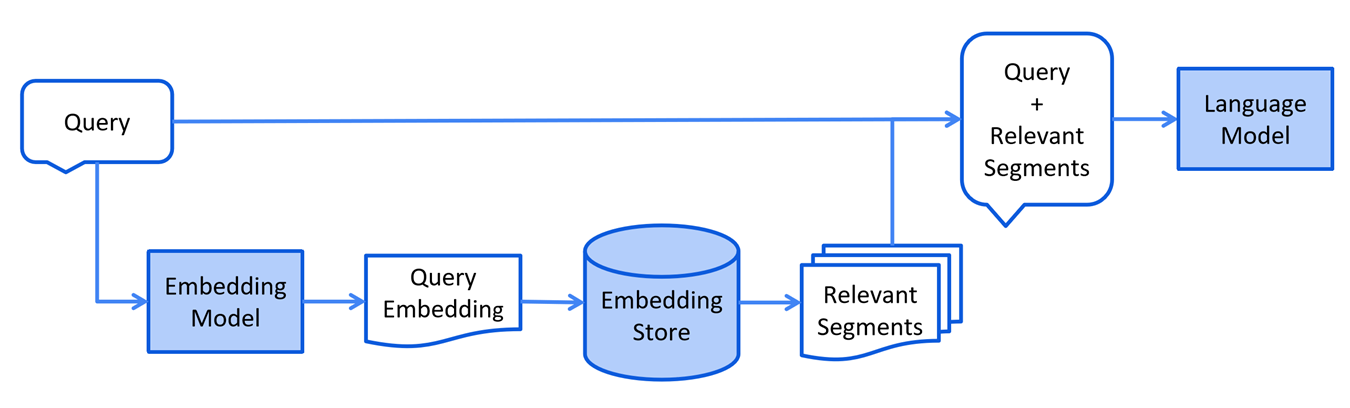 Query
Embedding
Model
Query
Embedding
Embedding
Store
Relevant
Segments
Query
+
Relevant
Segments
Language
Model